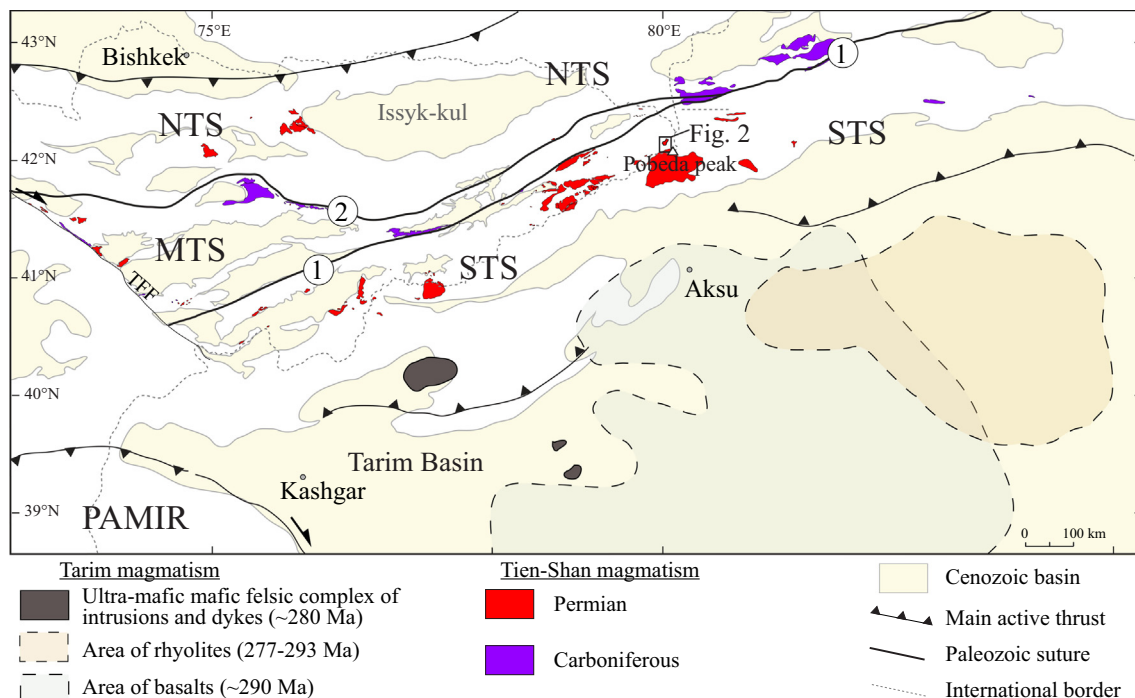 75°E
80°E
43°N
Bishkek
1
NTS
Issyk-kul
NTS
Fig. 2
STS
42°N
Pobeda peak
2
MTS
1
STS
41°N
TFF
Aksu
40°N
Tarim Basin
Kashgar
39°N
PAMIR
0 100 km
Tarim magmatism
Ultra-mafic mafic felsic complex of
intrusions and dykes (~280 Ma)
Area of rhyolites (277-293 Ma)
Area of basalts (~290 Ma)
Tien-Shan magmatism
Permian
Carboniferous
Cenozoic basin
Main active thrust
Paleozoic suture
International border